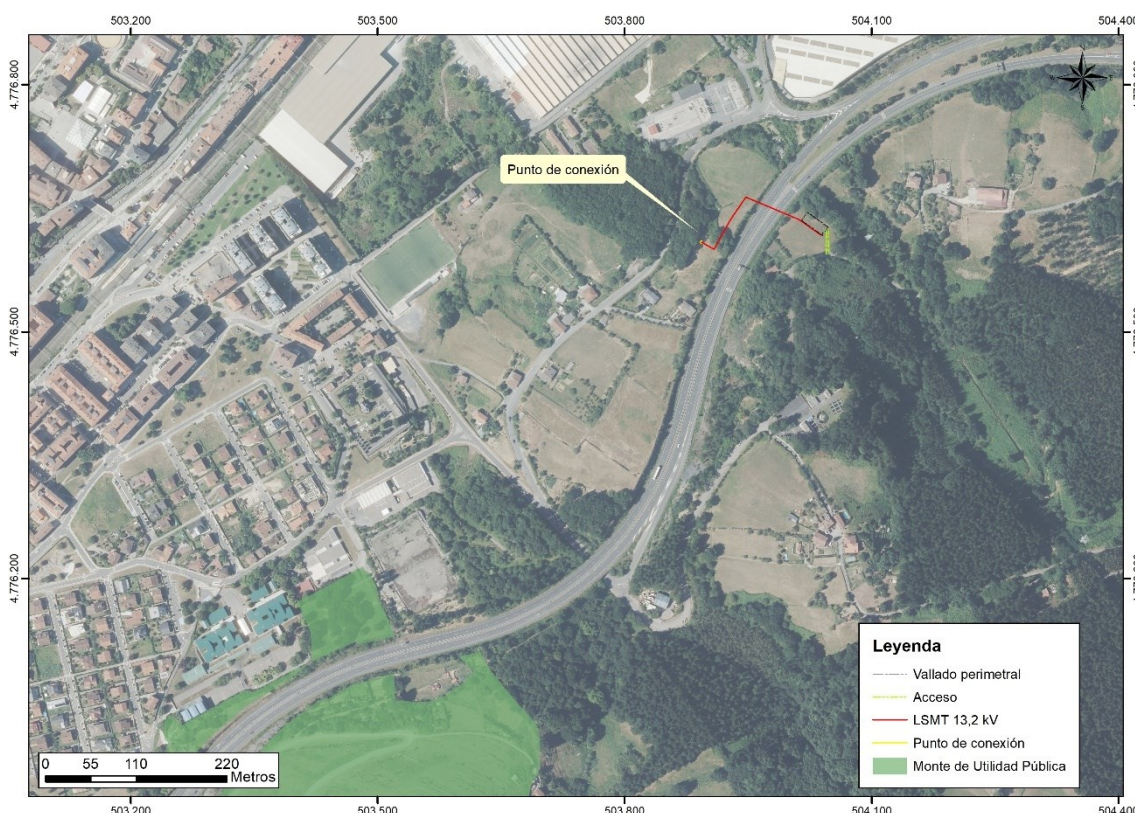 503.200 503.500 503.800 504.100 504.400
4.776.800
Punto de conexión
4.776.500
4.776.200
Leyenda
Vallado perimetral
Acceso
LSMT 13,2 kV
Punto de conexión
Monte de Utilidad Pública
0 55 110 220
Metros
503.200 503.500 503.800 504.100 504.400